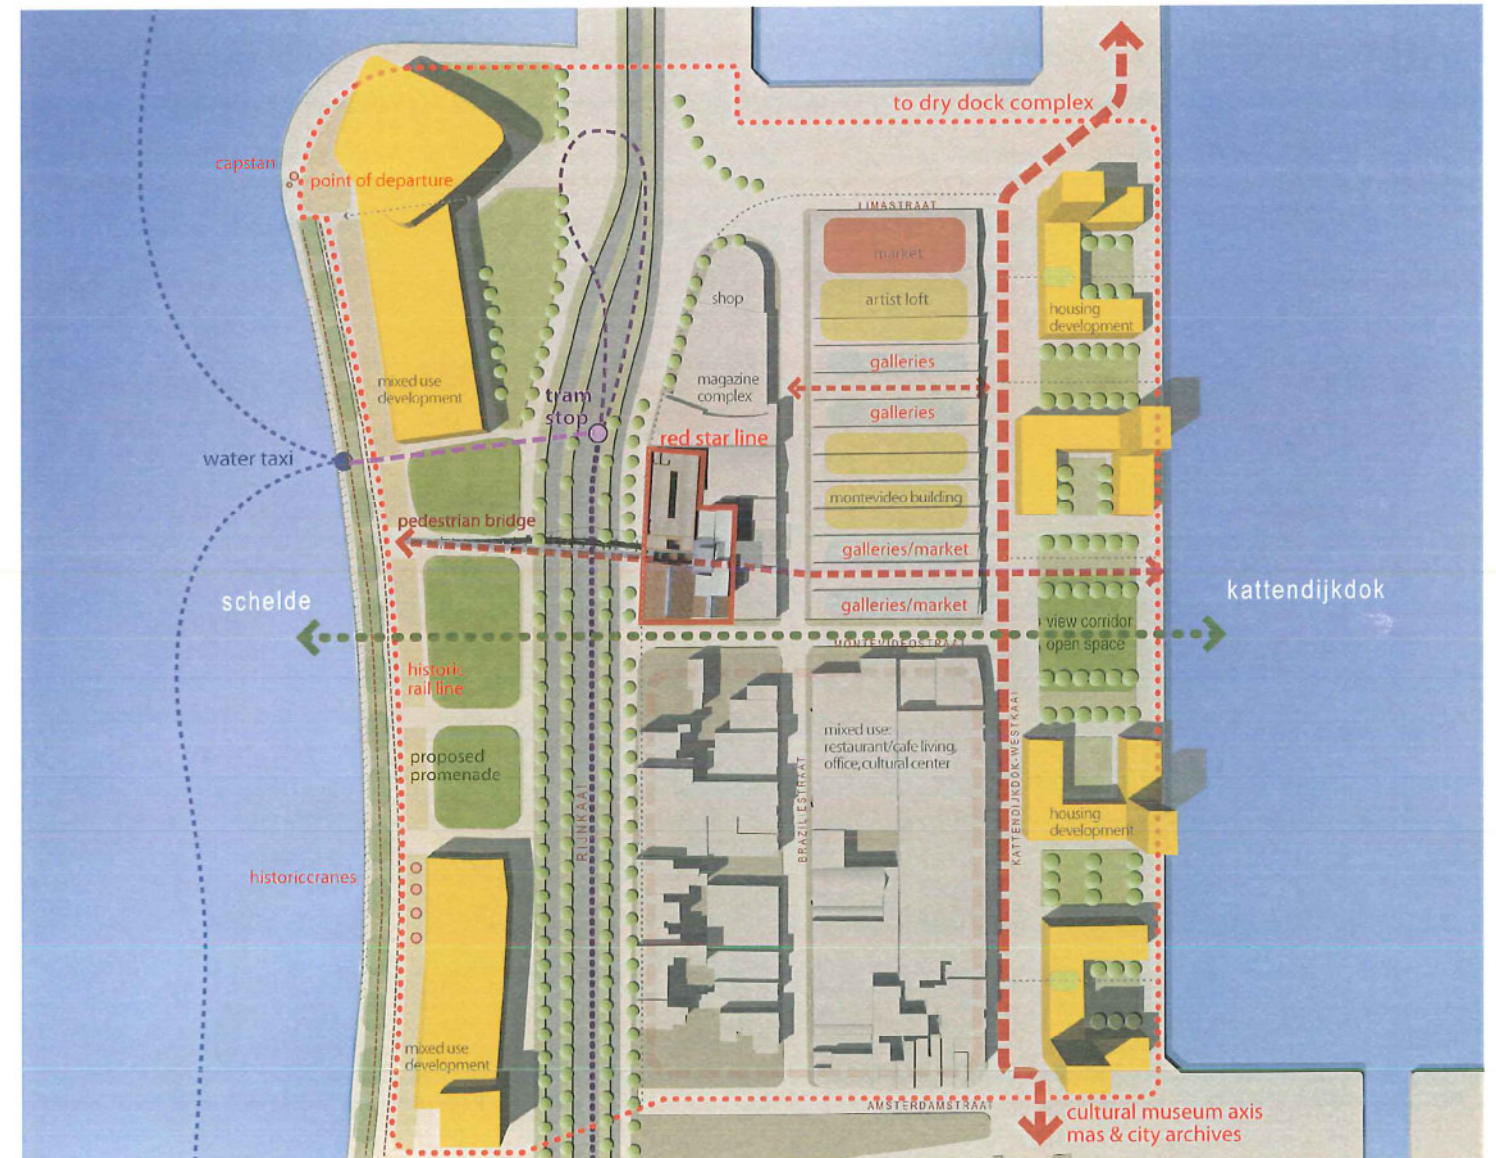 to dry dock complex
capstan
point of departure
LIMASTRAAT
market
shop
artist loft
housing
development
galleries
magazine
complex
mixed use
development
tram
stop
galleries
red star line
water taxi
montevideo building
pedestrian bridge
galleries/market
schelde
kattendijkdok
galleries/market
view corridor
open space
MONTEVIDEOSTRAAT
historic
rail line
mixed use:
restaurant/cafe living,
office,cultural center
proposed
promenade
RIJNKAAI
BRAZILIESTRAAT
KATTENDIJKDOK-WESTKAAI
housing
development
historiccranes
mixed use
development
AMSTERDAMSTRAAT
cultural museum axis
mas & city archives